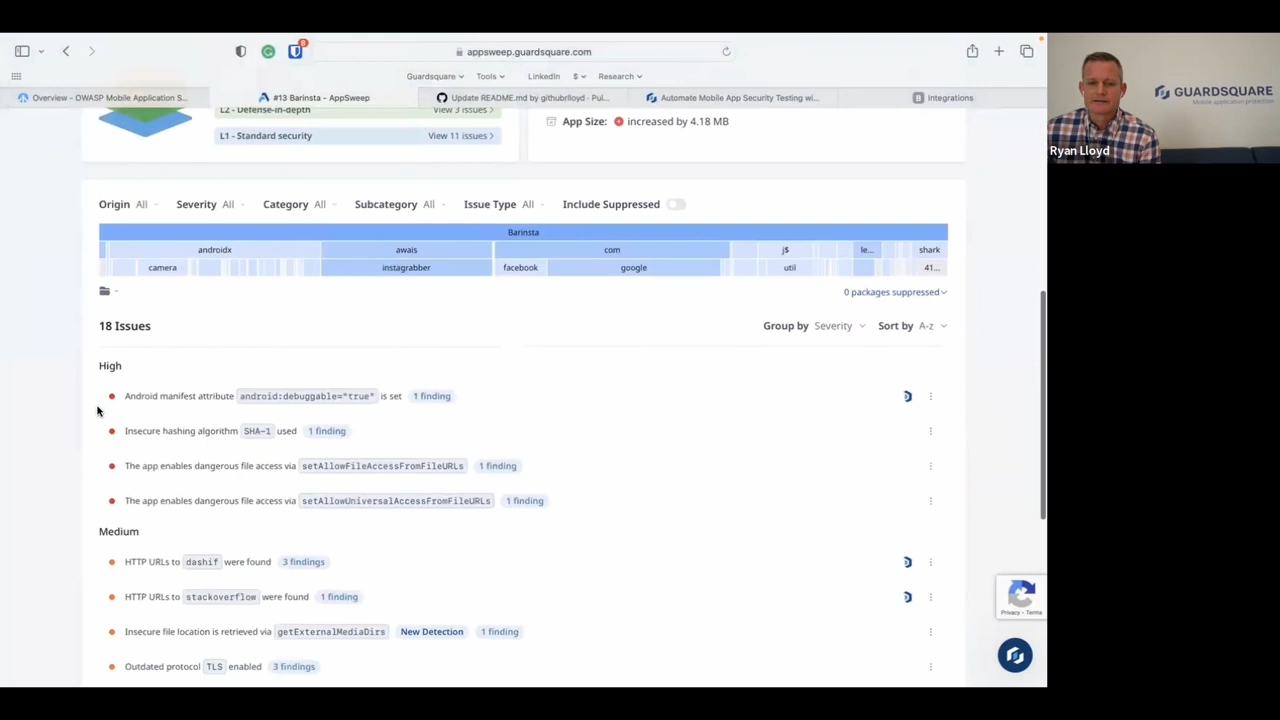 appsweep.guardsquare.com
8
Guardsquare Tools LinkedIn $ Research
Overview - OWASP Mobile Application S...
#13 Barinsta - AppSweep
Update README.md by githubrlloyd · Pul...
Automate Mobile App Security Testing wi...
B Integrations
L2 - Defense-in-depth View 3 issues >
L1 - Standard security View 11 issues >
App Size: increased by 4.18 MB
Origin All Severity All Category All Subcategory All Issue Type All Include Suppressed
Barinsta
androidx awais com j$ le... shark
camera instagrabber facebook google util 41...
0 packages suppressed
18 Issues
Group by Severity Sort by A-z
High
Android manifest attribute android:debuggable="true" is set 1 finding
Insecure hashing algorithm SHA-1 used 1 finding
The app enables dangerous file access via setAllowFileAccessFromFileURLs 1 finding
The app enables dangerous file access via setAllowUniversalAccessFromFileURLs 1 finding
Medium
HTTP URLs to dashif were found 3 findings
HTTP URLs to stackoverflow were found 1 finding
Insecure file location is retrieved via getExternalMediaDirs New Detection 1 finding
Outdated protocol TLS enabled 3 findings
Privacy - Terms
GUARDSQUARE
Mobile application protection
Ryan Lloyd